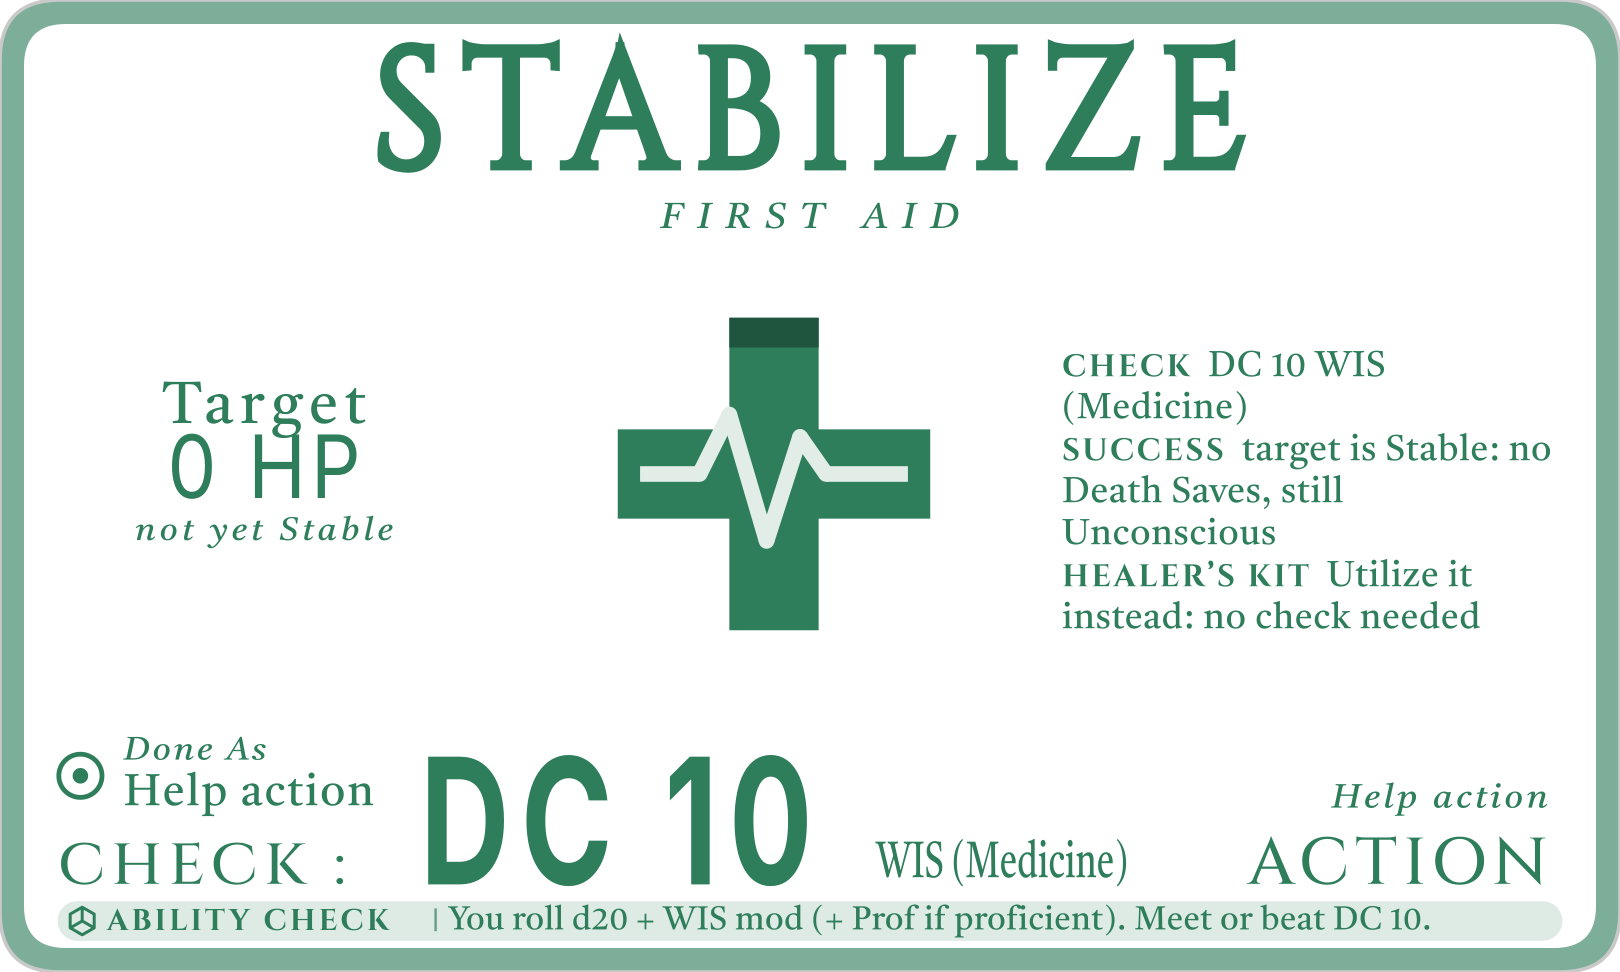 STABILIZE
FIRST AID
Target
0 HP
not yet Stable
CHECK DC 10 WIS
(Medicine)
SUCCESS target is Stable: no
Death Saves, still
Unconscious
HEALER’S KIT Utilize it
instead: no check needed
Done As
Help action
CHECK : DC 10 WIS (Medicine)
Help action
ACTION
ABILITY CHECK | You roll d20 + WIS mod (+ Prof if proficient). Meet or beat DC 10.